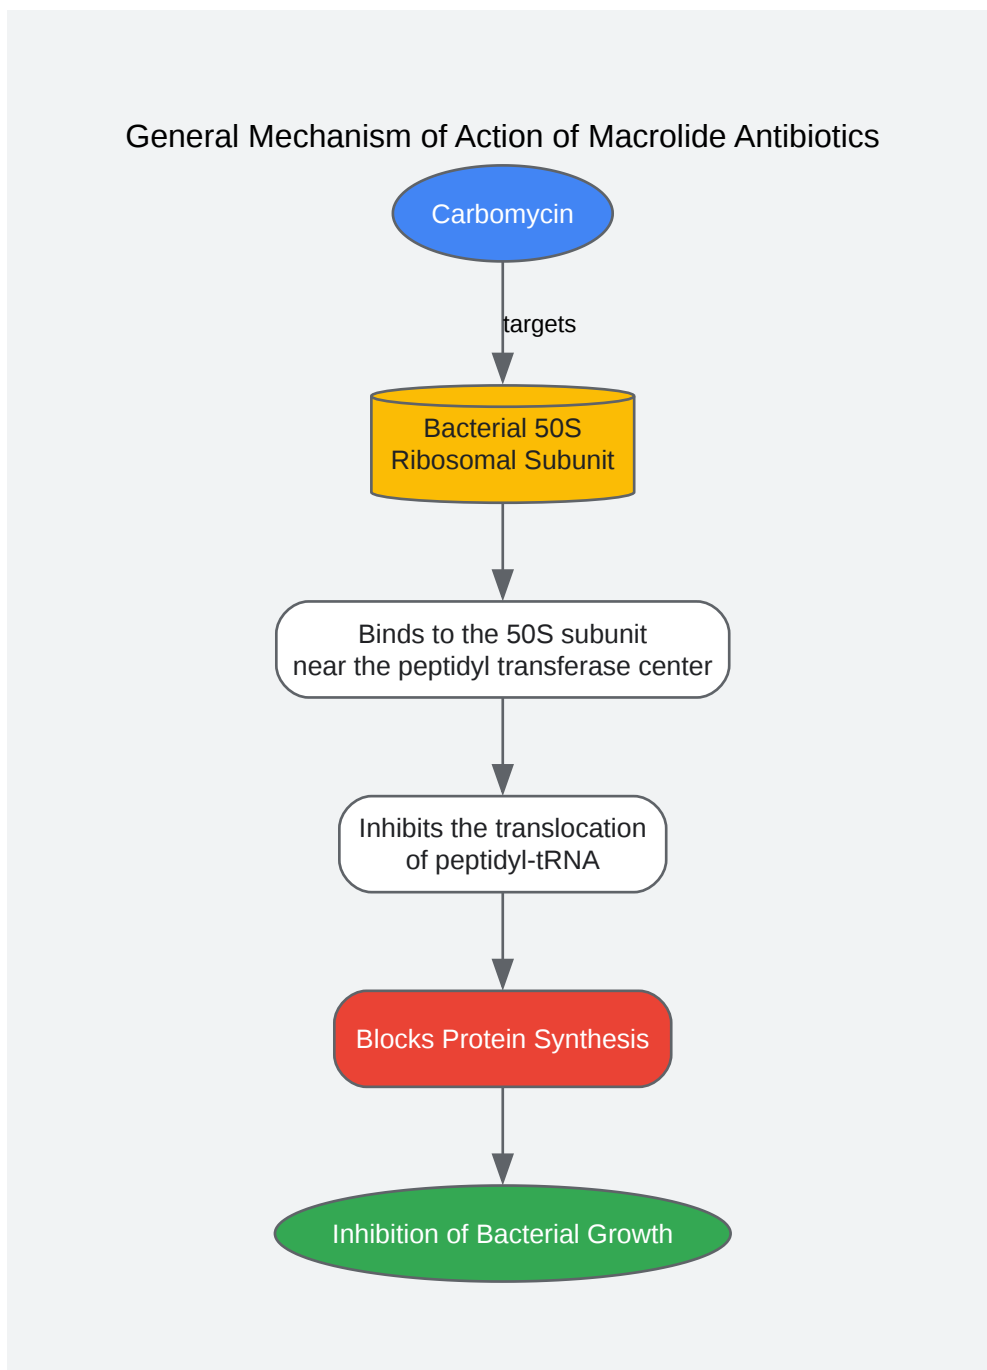 General Mechanism of Action of Macrolide Antibiotics
Carbomycin
targets
Bacterial 50S
Ribosomal Subunit
Binds to the 50S subunit
near the peptidyl transferase center
Inhibits the translocation
of peptidyl-tRNA
Blocks Protein Synthesis
Inhibition of Bacterial Growth